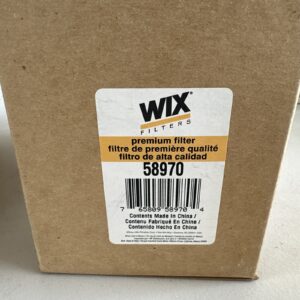 WIX®
FILTERS
premium filter
filtre de première qualité
filtro de alta calidad
58970
7 65809 58970 4
Contents Made In China /
Contenu Fabriqué En China /
Contenido Hecho En China